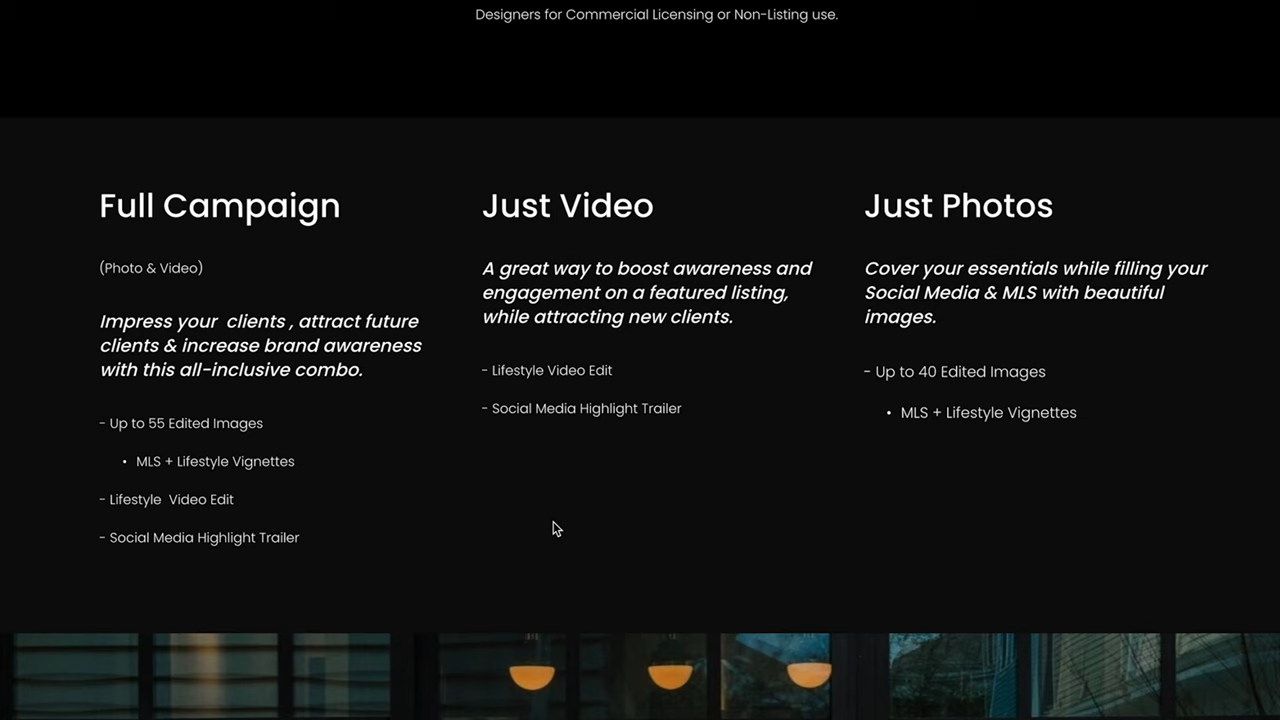 Designers for Commercial Licensing or Non-Listing use.
Full Campaign
(Photo & Video)
Impress your  clients , attract future
clients & increase brand awareness
with this all-inclusive combo.
- Up to 55 Edited Images
• MLS + Lifestyle Vignettes
- Lifestyle  Video Edit
- Social Media Highlight Trailer
Just Video
A great way to boost awareness and
engagement on a featured listing,
while attracting new clients.
- Lifestyle Video Edit
- Social Media Highlight Trailer
Just Photos
Cover your essentials while filling your
Social Media & MLS with beautiful
images.
- Up to 40 Edited Images
• MLS + Lifestyle Vignettes